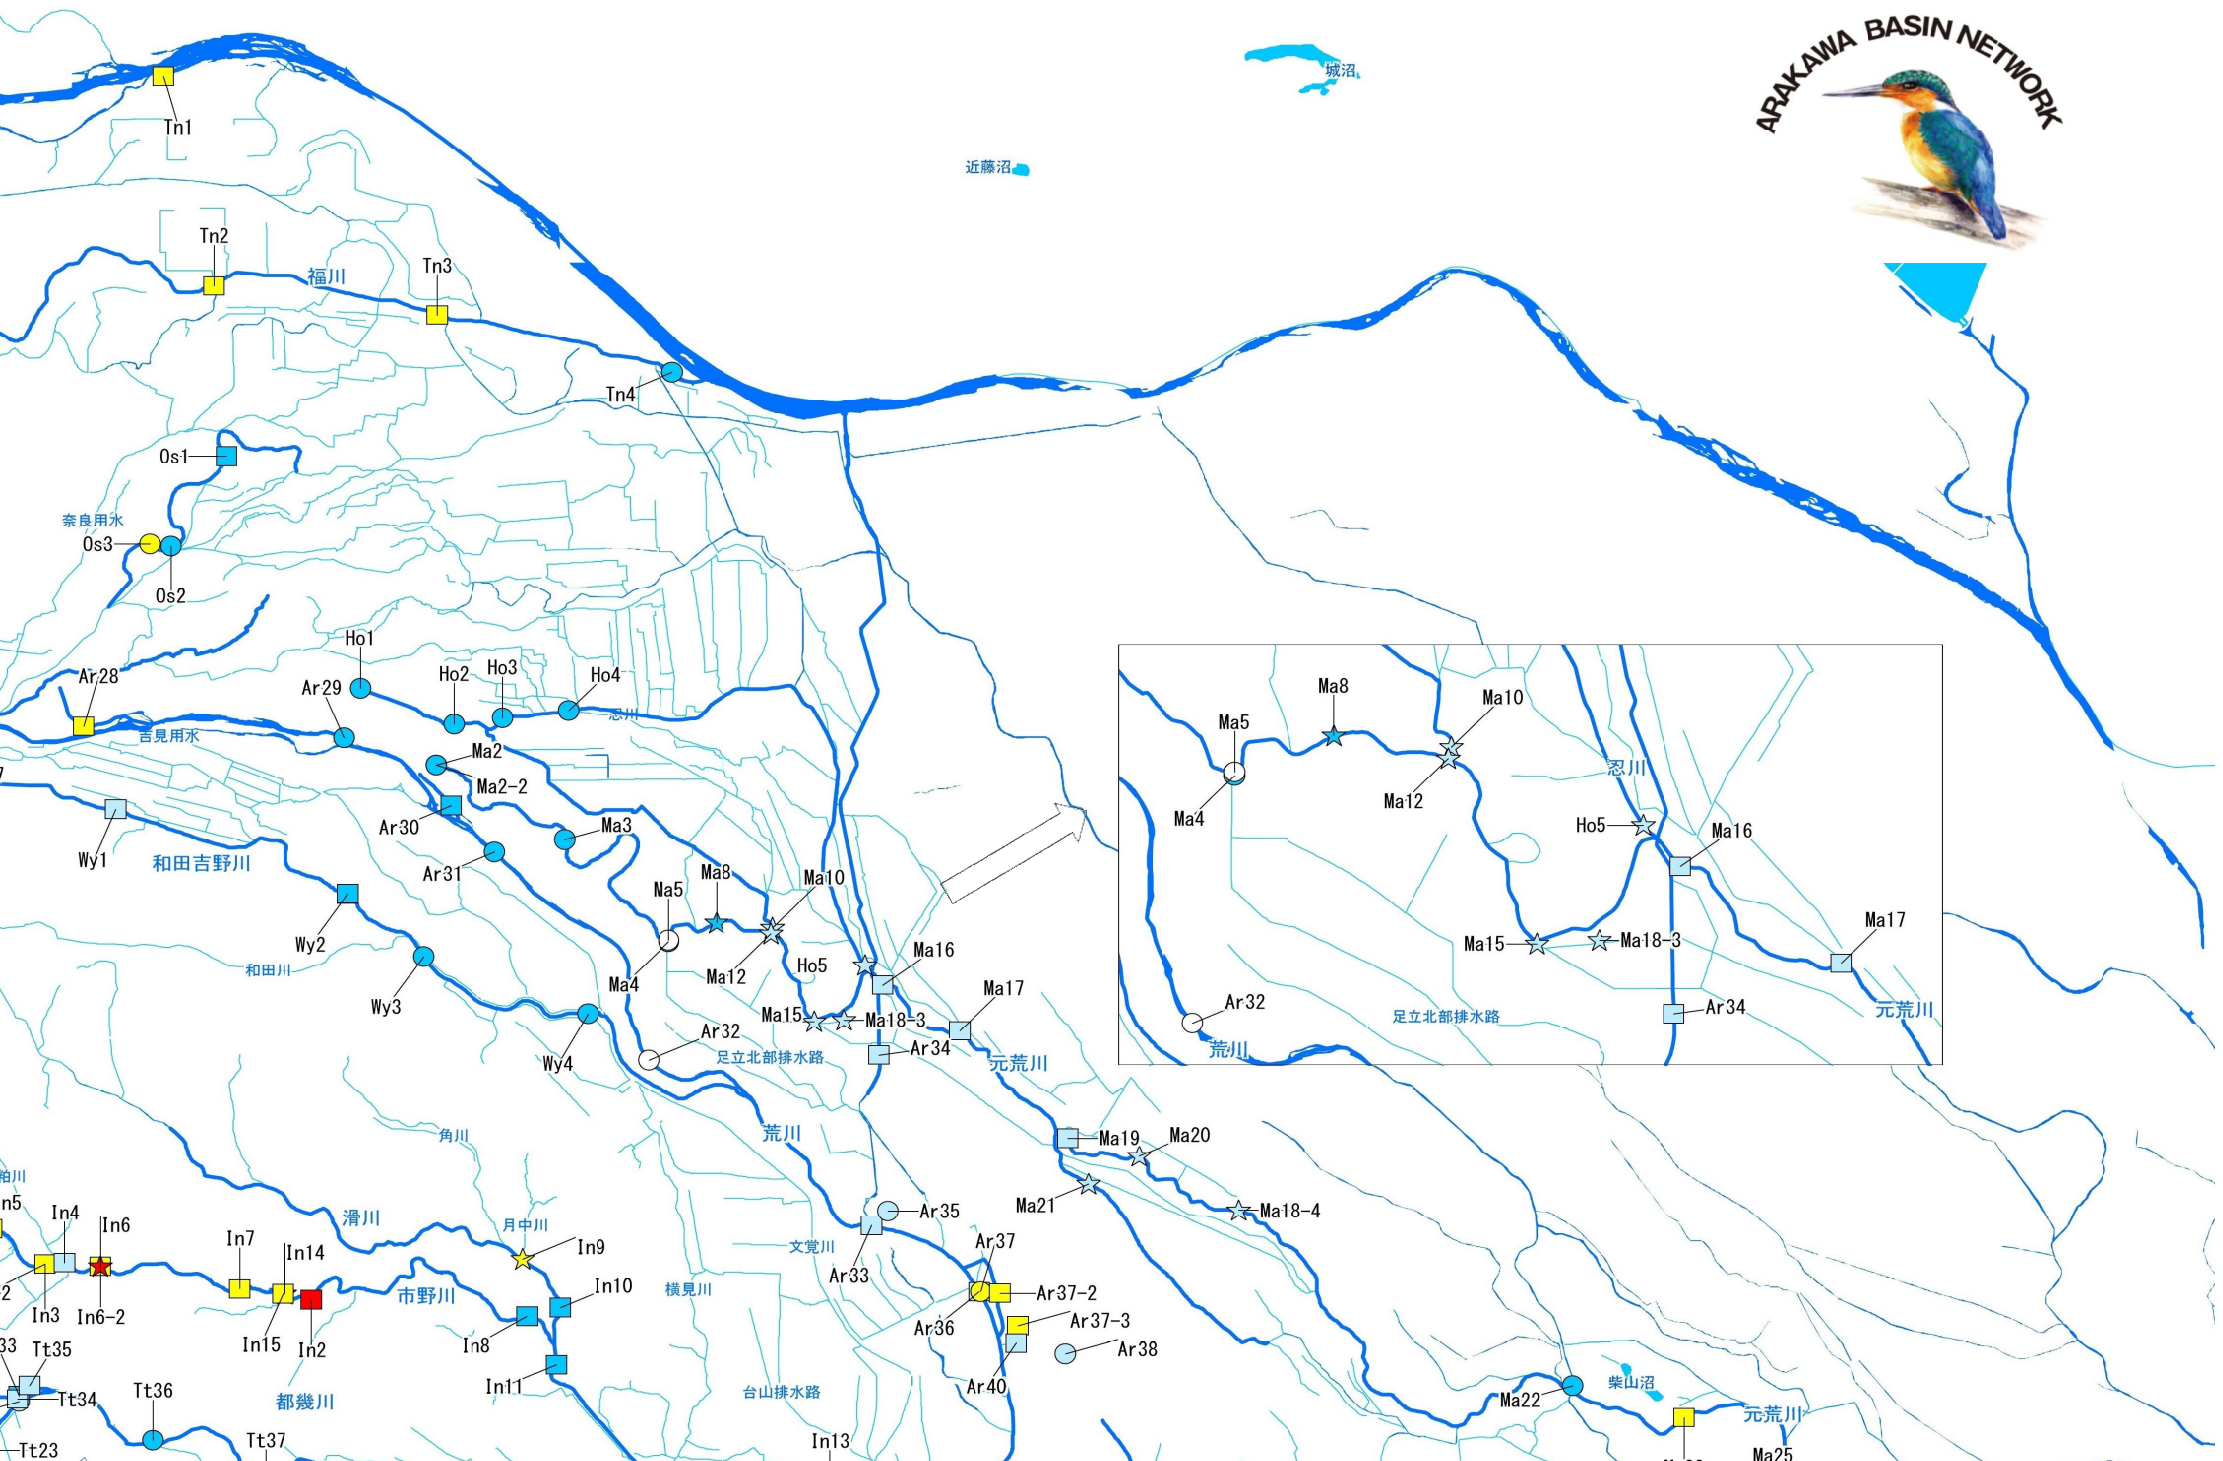 ARAKAWA BASIN NETWORK
城沼
近藤沼
Tn1
Tn2
福川
Tn3
Tn4
Os1
奈良用水
Os3
Os2
Ho1
Ho2
Ho3
Ho4
忍川
Ar28
Ar29
吉見用水
Ma2
Ma2-2
Ar30
Ma3
Ar31
Wy1
和田吉野川
Wy2
和田川
Wy3
Wy4
Na5
Ma8
Ma10
Ma4
Ma12
Ho5
Ma16
Ma15
Ma18-3
Ma17
Ar32
足立北部排水路
Ar34
元荒川
Ma8
Ma10
Ma5
忍川
Ma12
Ma4
Ho5
Ma16
Ma17
Ma15
Ma18-3
Ar32
足立北部排水路
Ar34
元荒川
荒川
荒川
角川
Ma19
Ma20
Ma21
Ma18-4
Ar35
Ar33
文覚川
横見川
台山排水路
Ar37
Ar37-2
Ar37-3
Ar36
Ar38
Ar40
滑川
月中川
In9
In10
In4
In6
In7
In14
In3
In6-2
In15
In2
市野川
In8
In11
In13
Tt35
Tt34
Tt36
都幾川
Tt37
Tt23
Ma22
柴山沼
元荒川
Ma25